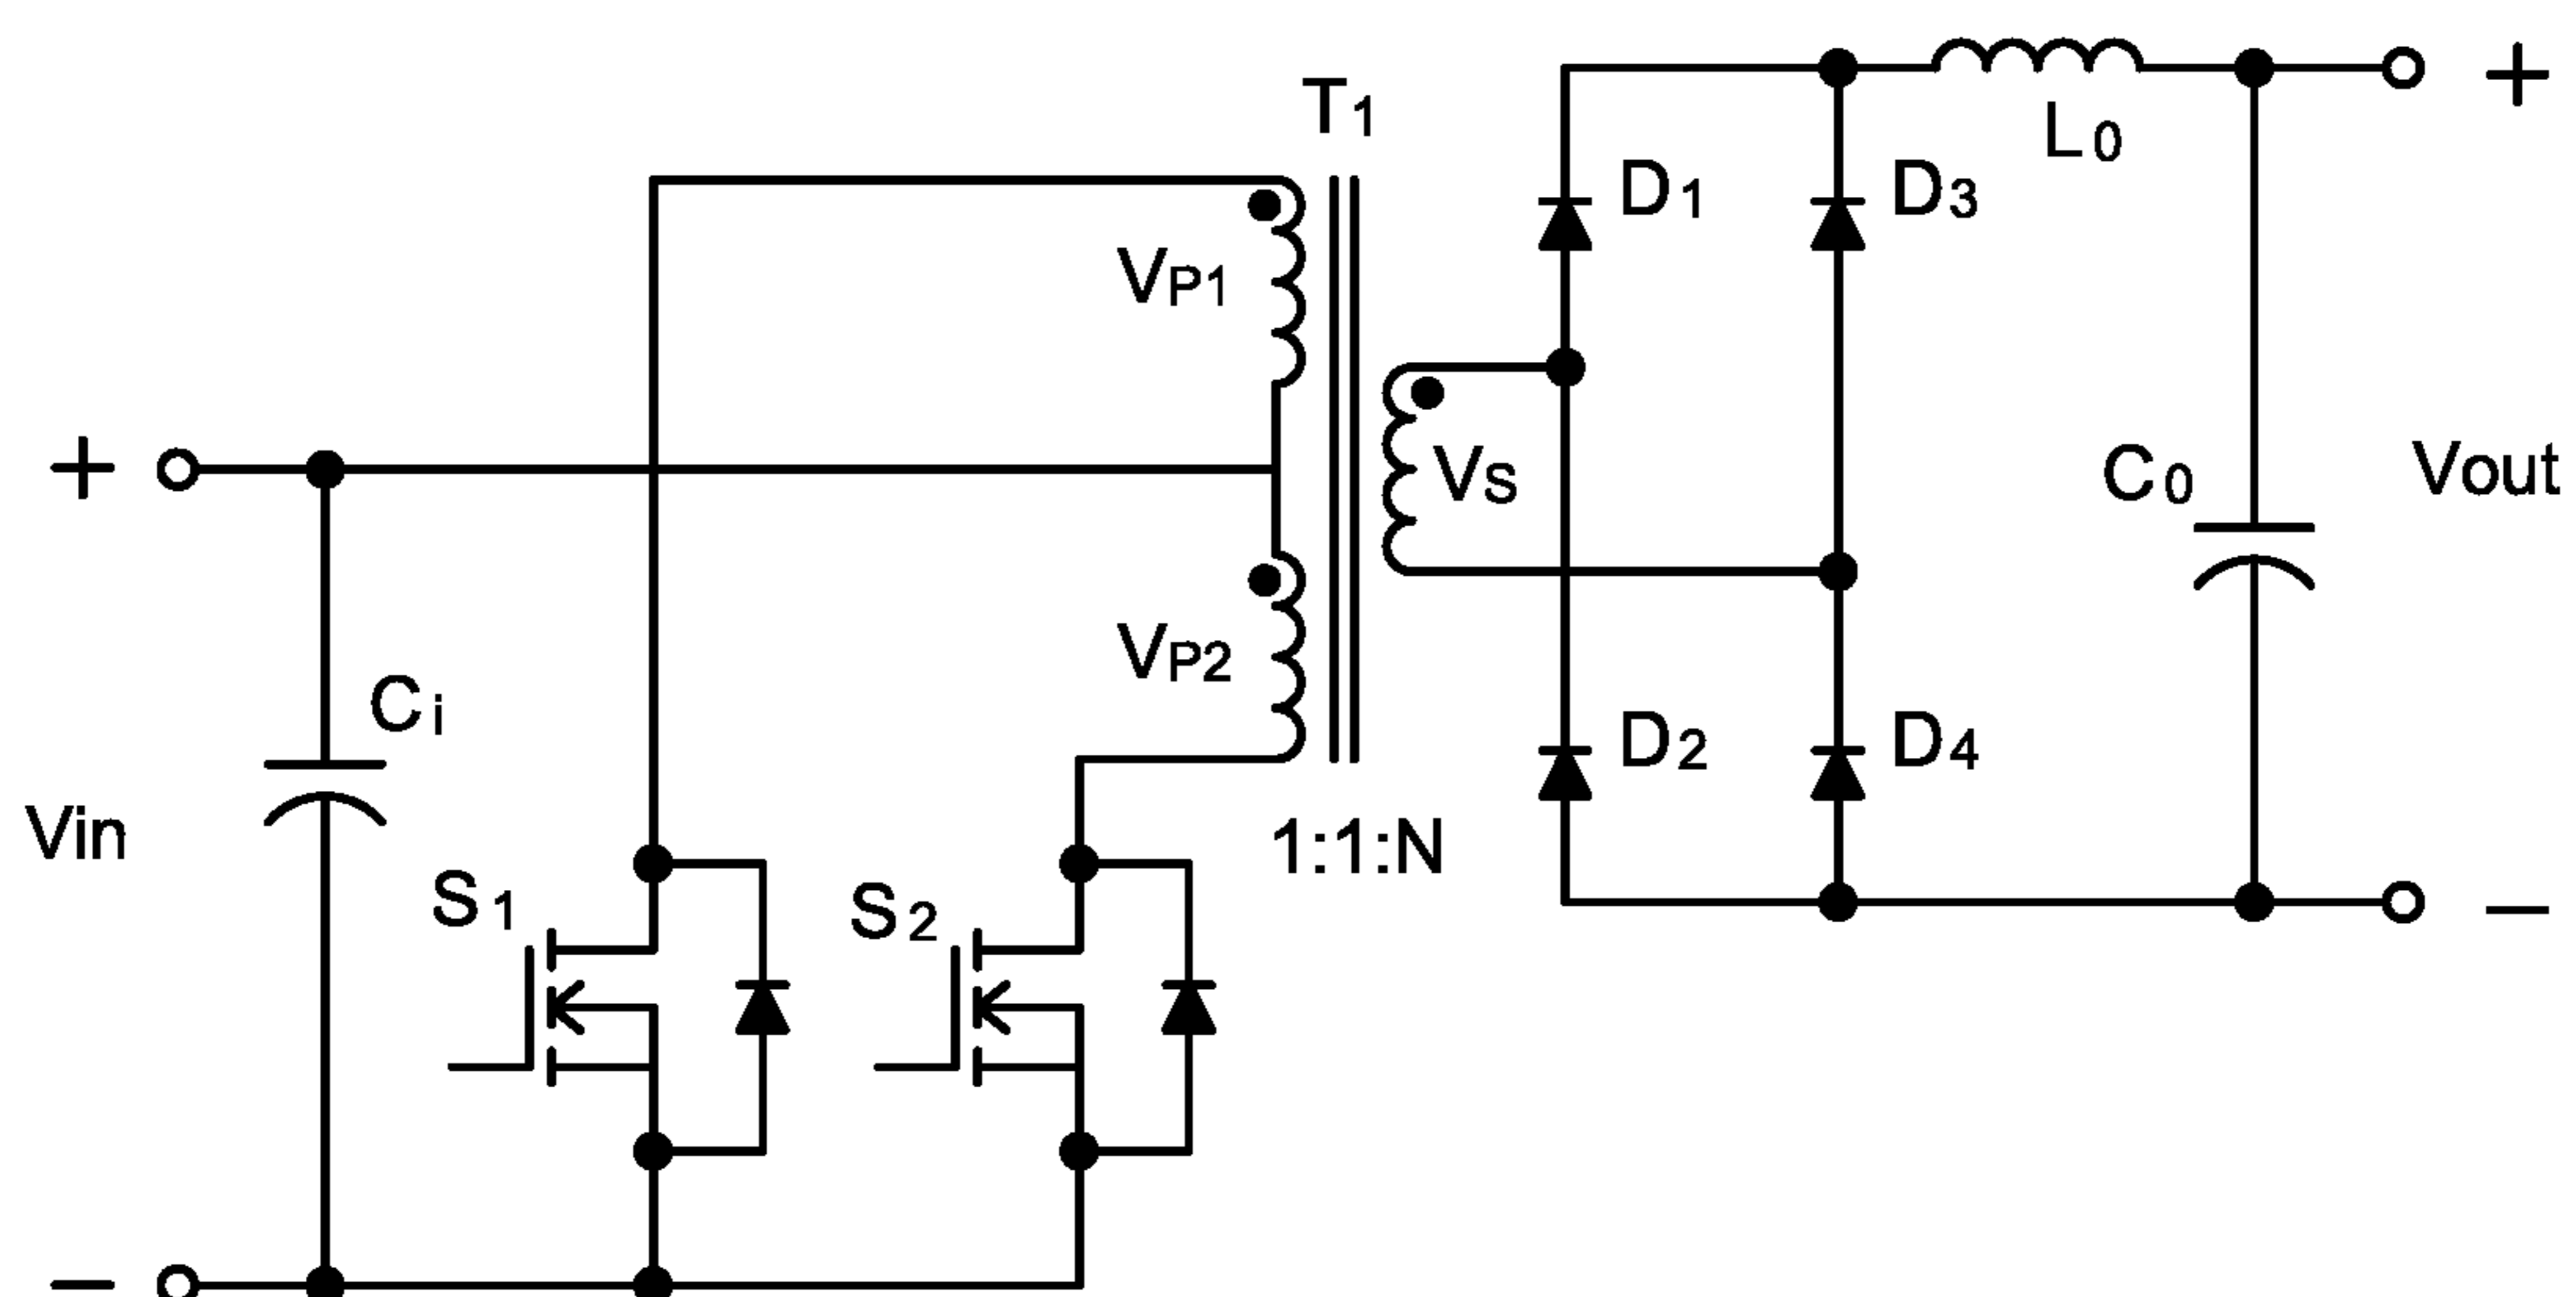 T1
+
L0
D1
D3
VP1
+
VS
C0
Vout
VP2
Ci
D2
D4
Vin
1:1:N
S1
S2
−
−